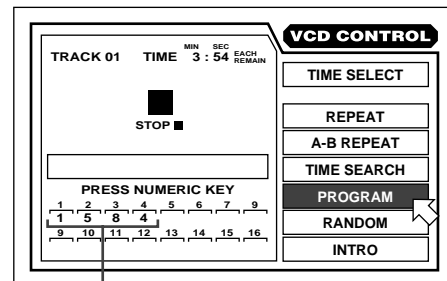 VCD CONTROL
TRACK 01 TIME MIN 3 : SEC 54 EACH REMAIN
TIME SELECT
STOP
REPEAT
A-B REPEAT
TIME SEARCH
PRESS NUMERIC KEY
PROGRAM
1 2 3 4 5 6 7 9
1 5 8 4
RANDOM
9 10 11 12 13 14 15 16
INTRO